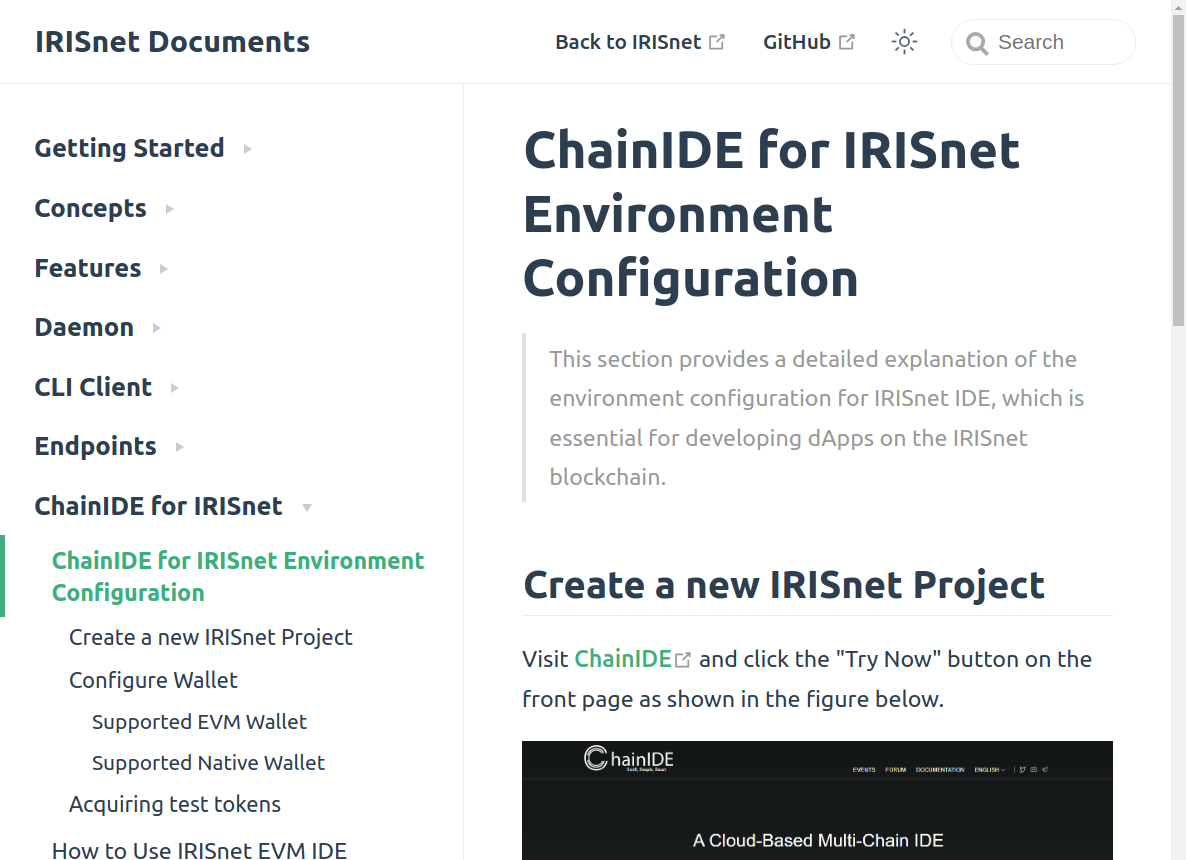 IRISnet Documents
Back to IRISnet
GitHub
Search
Getting Started
Concepts
Features
Daemon
CLI Client
Endpoints
ChainIDE for IRISnet
ChainIDE for IRISnet Environment
Configuration
Create a new IRISnet Project
Configure Wallet
Supported EVM Wallet
Supported Native Wallet
Acquiring test tokens
How to Use IRISnet EVM IDE
ChainIDE for IRISnet
Environment
Configuration
This section provides a detailed explanation of the
environment configuration for IRISnet IDE, which is
essential for developing dApps on the IRISnet
blockchain.
Create a new IRISnet Project
Visit ChainIDE and click the "Try Now" button on the
front page as shown in the figure below.
ChainIDE
Swift, Simple, Smart
EVENTS FORUM DOCUMENTATION ENGLISH
A Cloud-Based Multi-Chain IDE